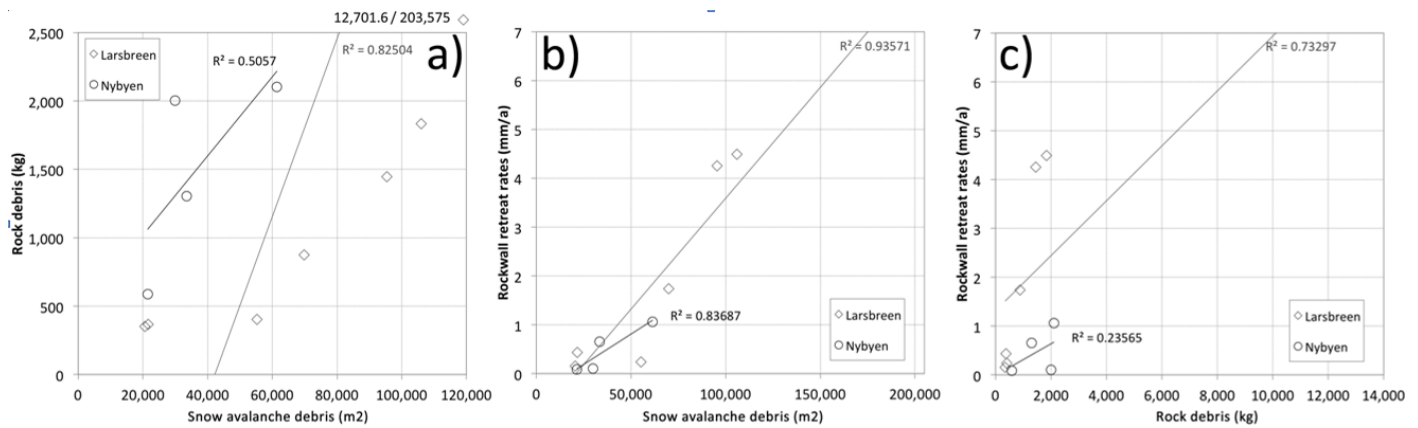 12,701.6 / 203,575
a)
Rock debris (kg)
2,500
2,000
1,500
1,000
500
0
Larsbreen
Nybyen
R² = 0.5057
R² = 0.82504
0
20,000
40,000
60,000
80,000
100,000
120,000
Snow avalanche debris (m2)
b)
Rockwall retreat rates (mm/a)
7
6
5
4
3
2
1
0
R² = 0.93571
R² = 0.83687
Larsbreen
Nybyen
0
50,000
100,000
150,000
200,000
Snow avalanche debris (m2)
c)
Rockwall retreat rates (mm/a)
7
6
5
4
3
2
1
0
R² = 0.73297
R² = 0.23565
Larsbreen
Nybyen
0
2,000
4,000
6,000
8,000
10,000
12,000
14,000
Rock debris (kg)